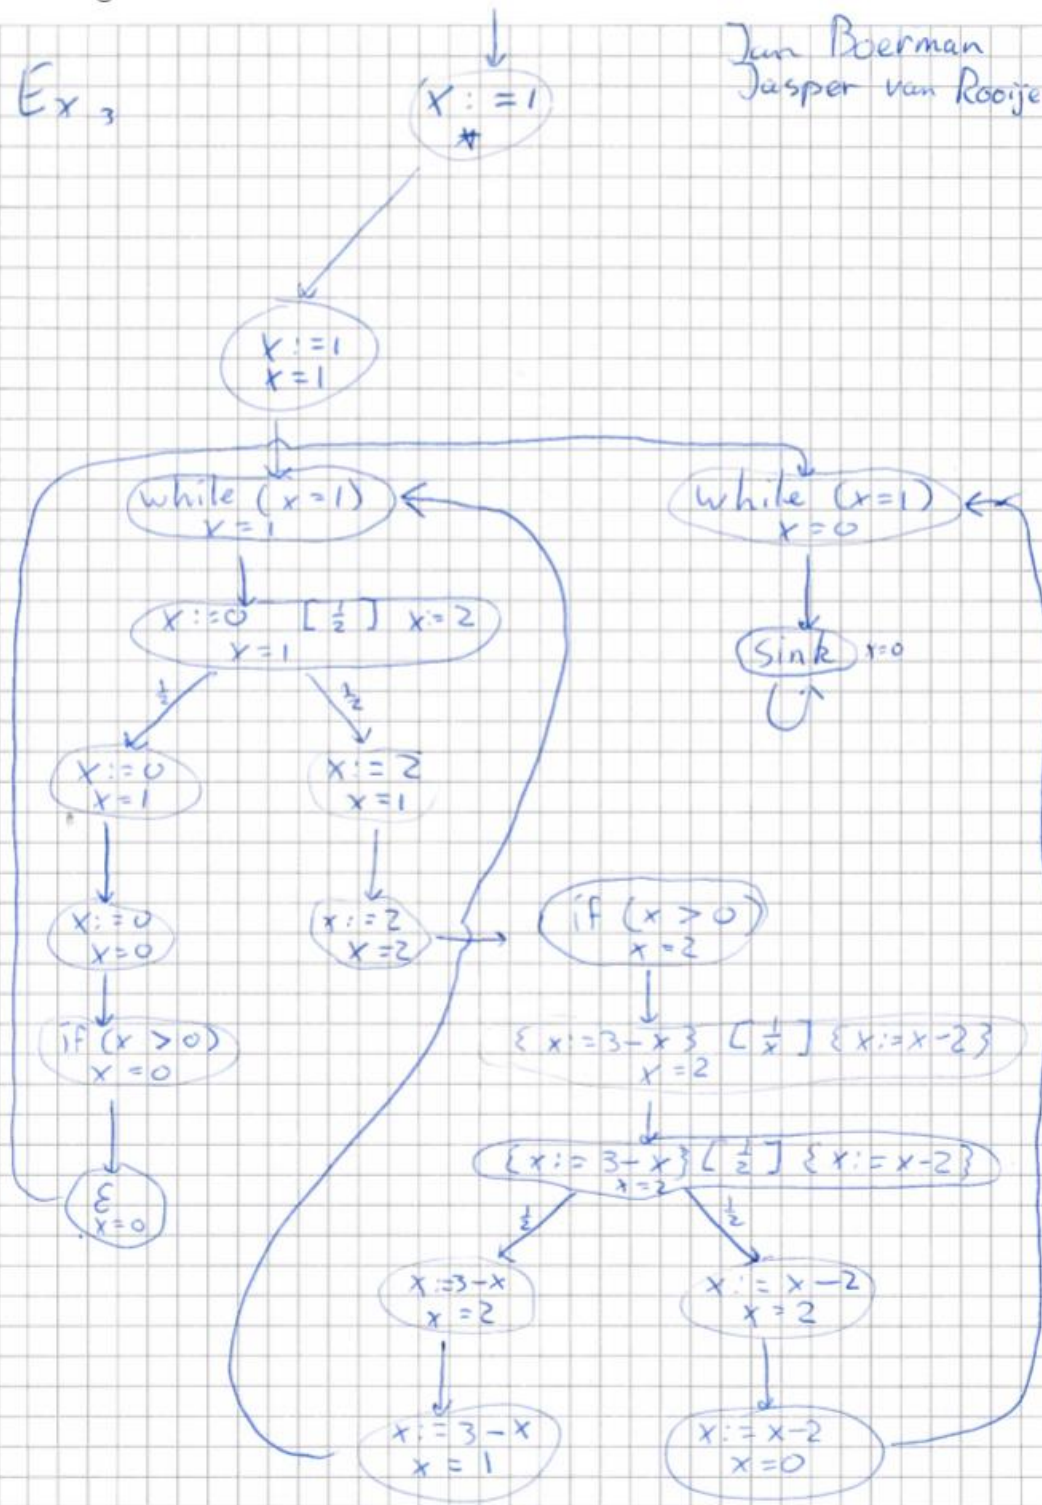 Jan Boerman
Ex 3
Jasper van Rooije
x := 1
*
x := 1
x = 1
while (x = 1)
x = 1
while (x = 1)
x = 0
x := 0 [1/2] x := 2
x = 1
sink x = 0
1/2
1/2
x := 0
x = 1
x := 2
x = 1
x := 0
x = 0
x := 2
x = 2
if (x > 0)
x = 2
if (x > 0)
x = 0
{ x := 3 - x } [1/x] { x := x - 2 }
x = 2
{ x := 3 - x } [1/2] { x := x - 2 }
x = 2
ε
x = 0
1/2
1/2
x := 3 - x
x = 2
x := x - 2
x = 2
x := 3 - x
x = 1
x := x - 2
x = 0